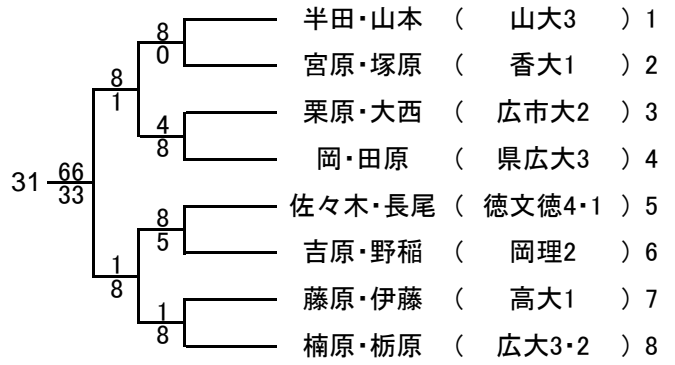 半田・山本 ( 山大3 ) 1
8
0
宮原・塚原 ( 香大1 ) 2
8
1
栗原・大西 ( 広市大2 ) 3
4
8
岡・田原 ( 県広大3 ) 4
31 66
33
佐々木・長尾 ( 徳文徳4・1 ) 5
8
5
吉原・野稲 ( 岡理2 ) 6
1
8
藤原・伊藤 ( 高大1 ) 7
1
8
楠原・栃原 ( 広大3・2 ) 8